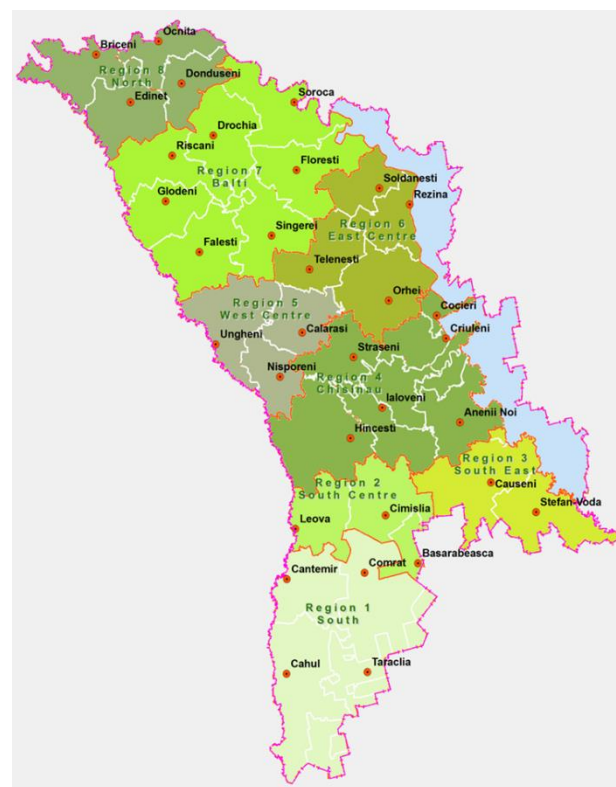 Ocnita
Briceni
Region 8
North
Donduseni
Edinet
Soroca
Drochia
Riscani
Floresti
Region 7
Balti
Soldanesti
Glodeni
Rezina
Region 6
East Centre
Singerei
Falesti
Telenesti
Orhei
Region 5
West Centre
Cocieri
Calarasi
Criuleni
Ungheni
Straseni
Nisporeni
Region 4
Chisinau
Ialoveni
Anenii Noi
Hincesti
Region 3
South East
Region 2
South Centre
Causeni
Stefan-Voda
Cimislia
Leova
Basarabeasca
Cantemir
Comrat
Region 1
South
Cahul
Taraclia